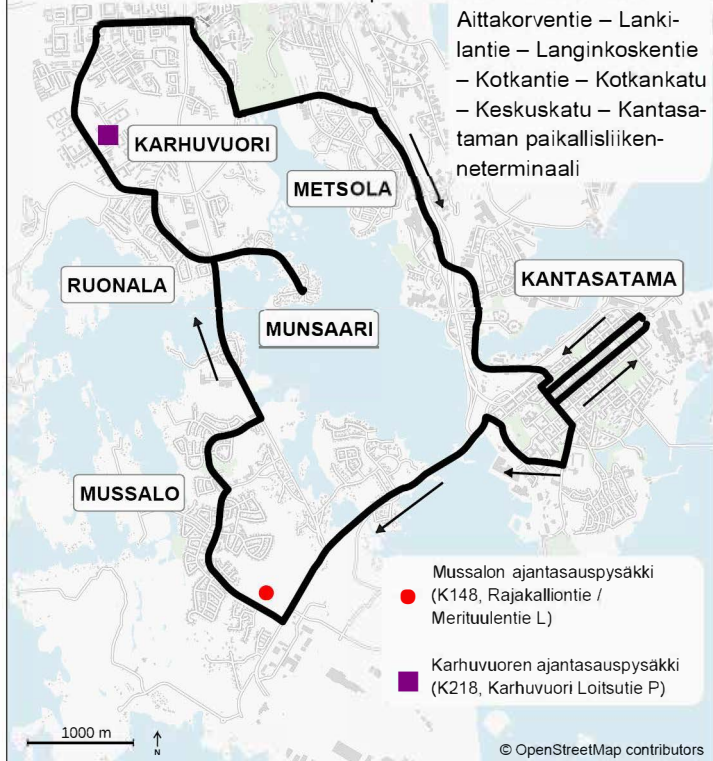 Aittakorventie – Lanki-
lantie – Langinkoskentie
– Kotkantie – Kotkankatu
– Keskuskatu – Kantasa-
taman paikallisliiken-
neterminaali
KARHUVUORI
METSOLA
KANTASATAMA
RUONALA
MUNSAARI
MUSSALO
Mussalon ajantasauspysäkki
(K148, Rajakalliontie /
Merituulentie L)
Karhuvuoren ajantasauspysäkki
(K218, Karhuvuori Loitsutie P)
1000 m
N
© OpenStreetMap contributors